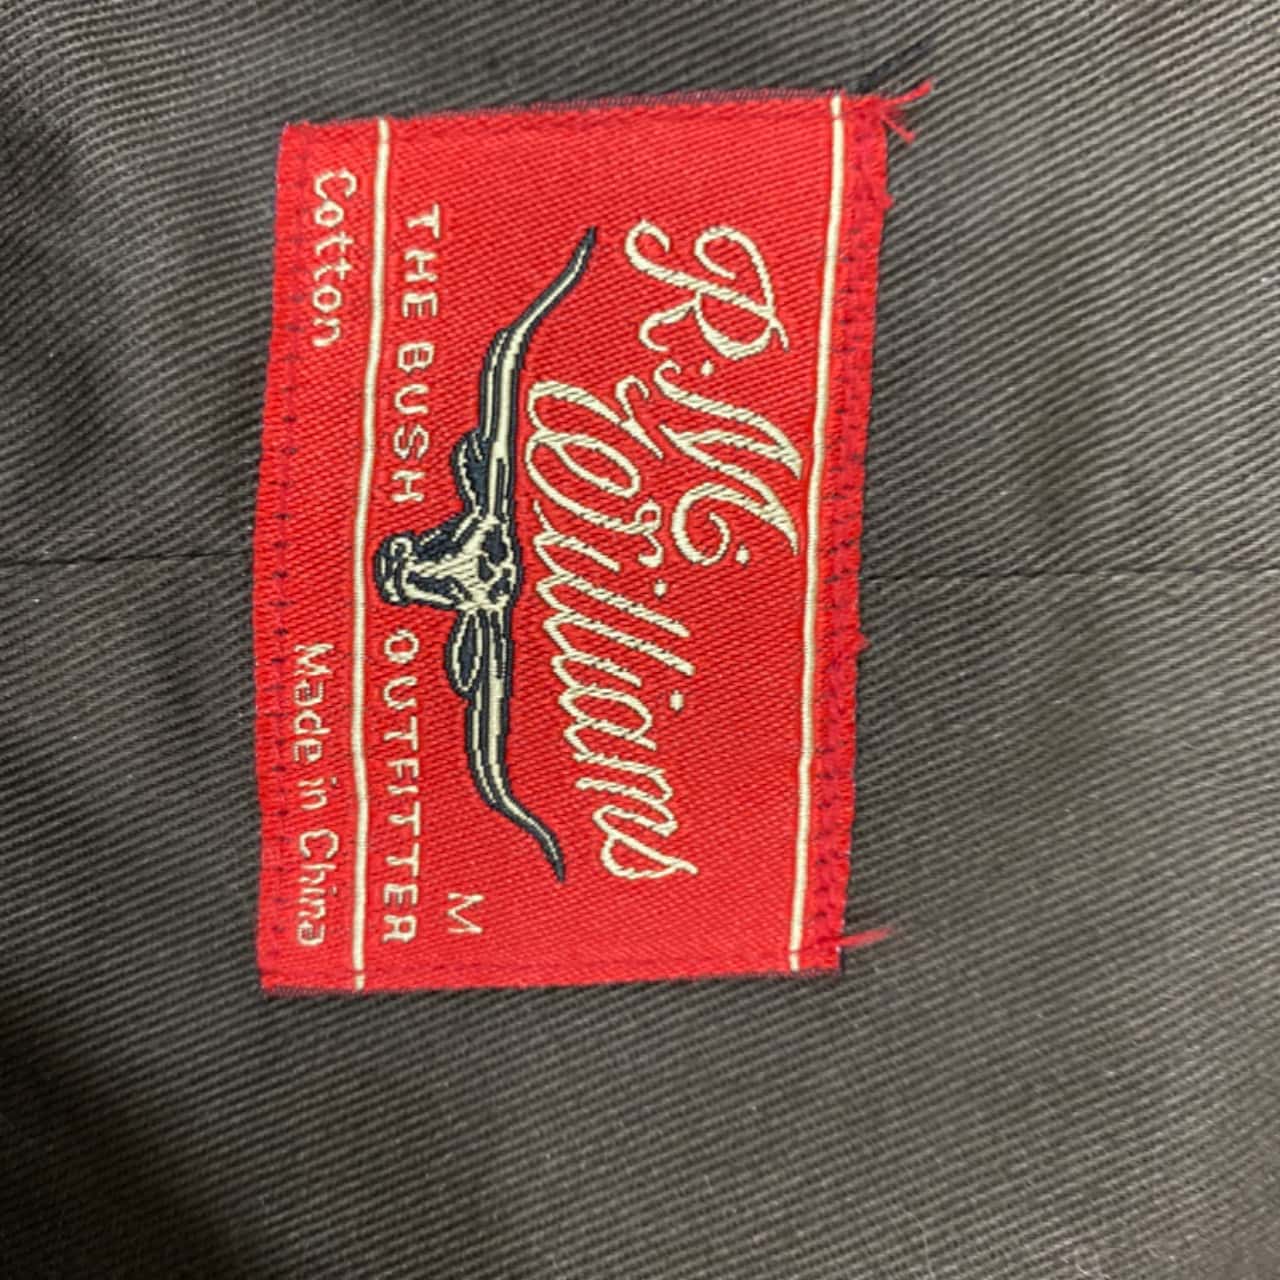 R.M.
Williams
M
THE BUSH OUTFITTER
Cotton Made in China